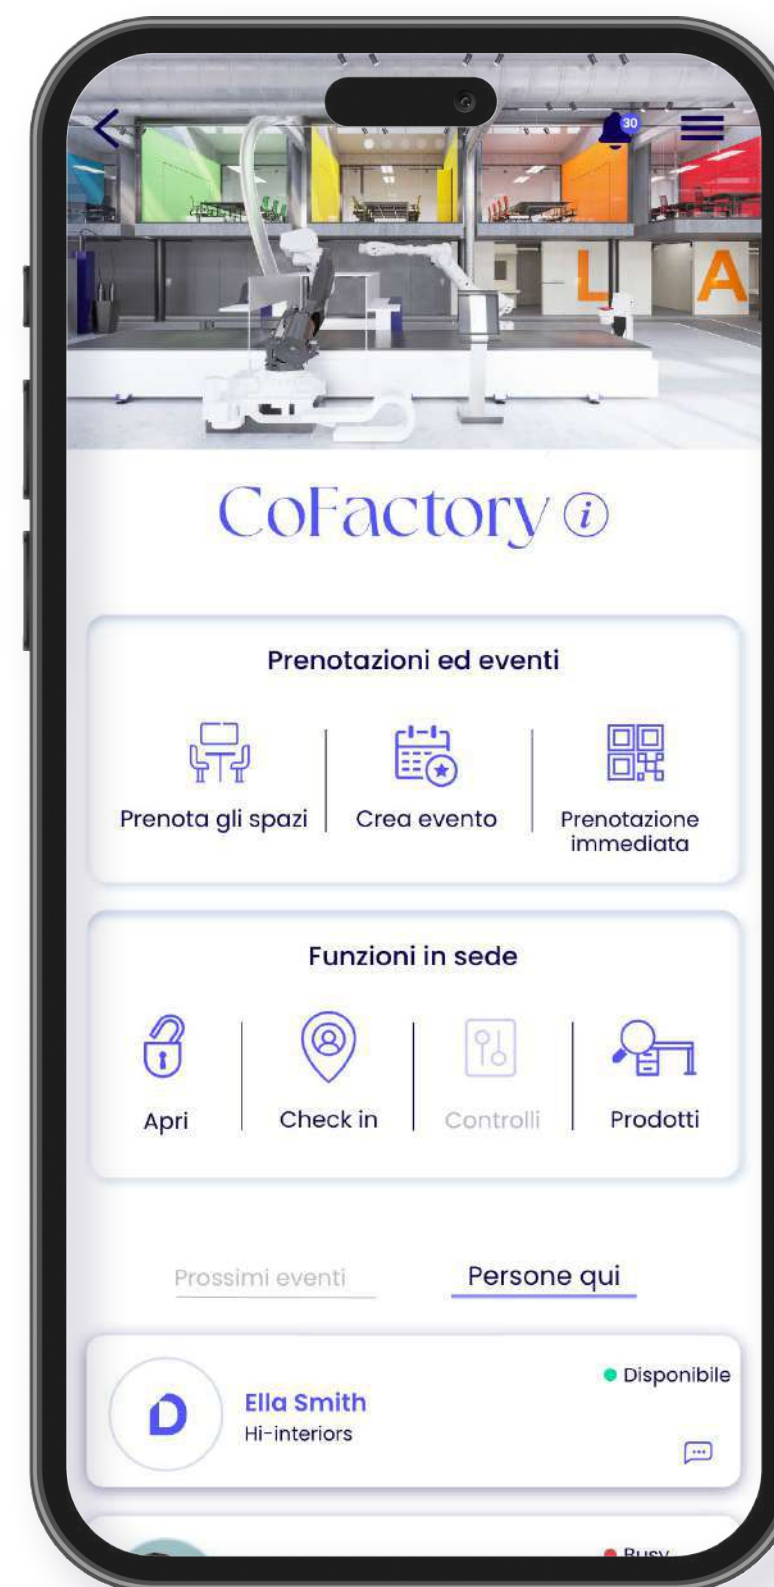 30
L A
CoFactory i
Prenotazioni ed eventi
Prenota gli spazi
Crea evento
Prenotazione
immediata
Funzioni in sede
Apri
Check in
Controlli
Prodotti
Prossimi eventi
Persone qui
Ella Smith
Hi-interiors
Disponibile
Busy